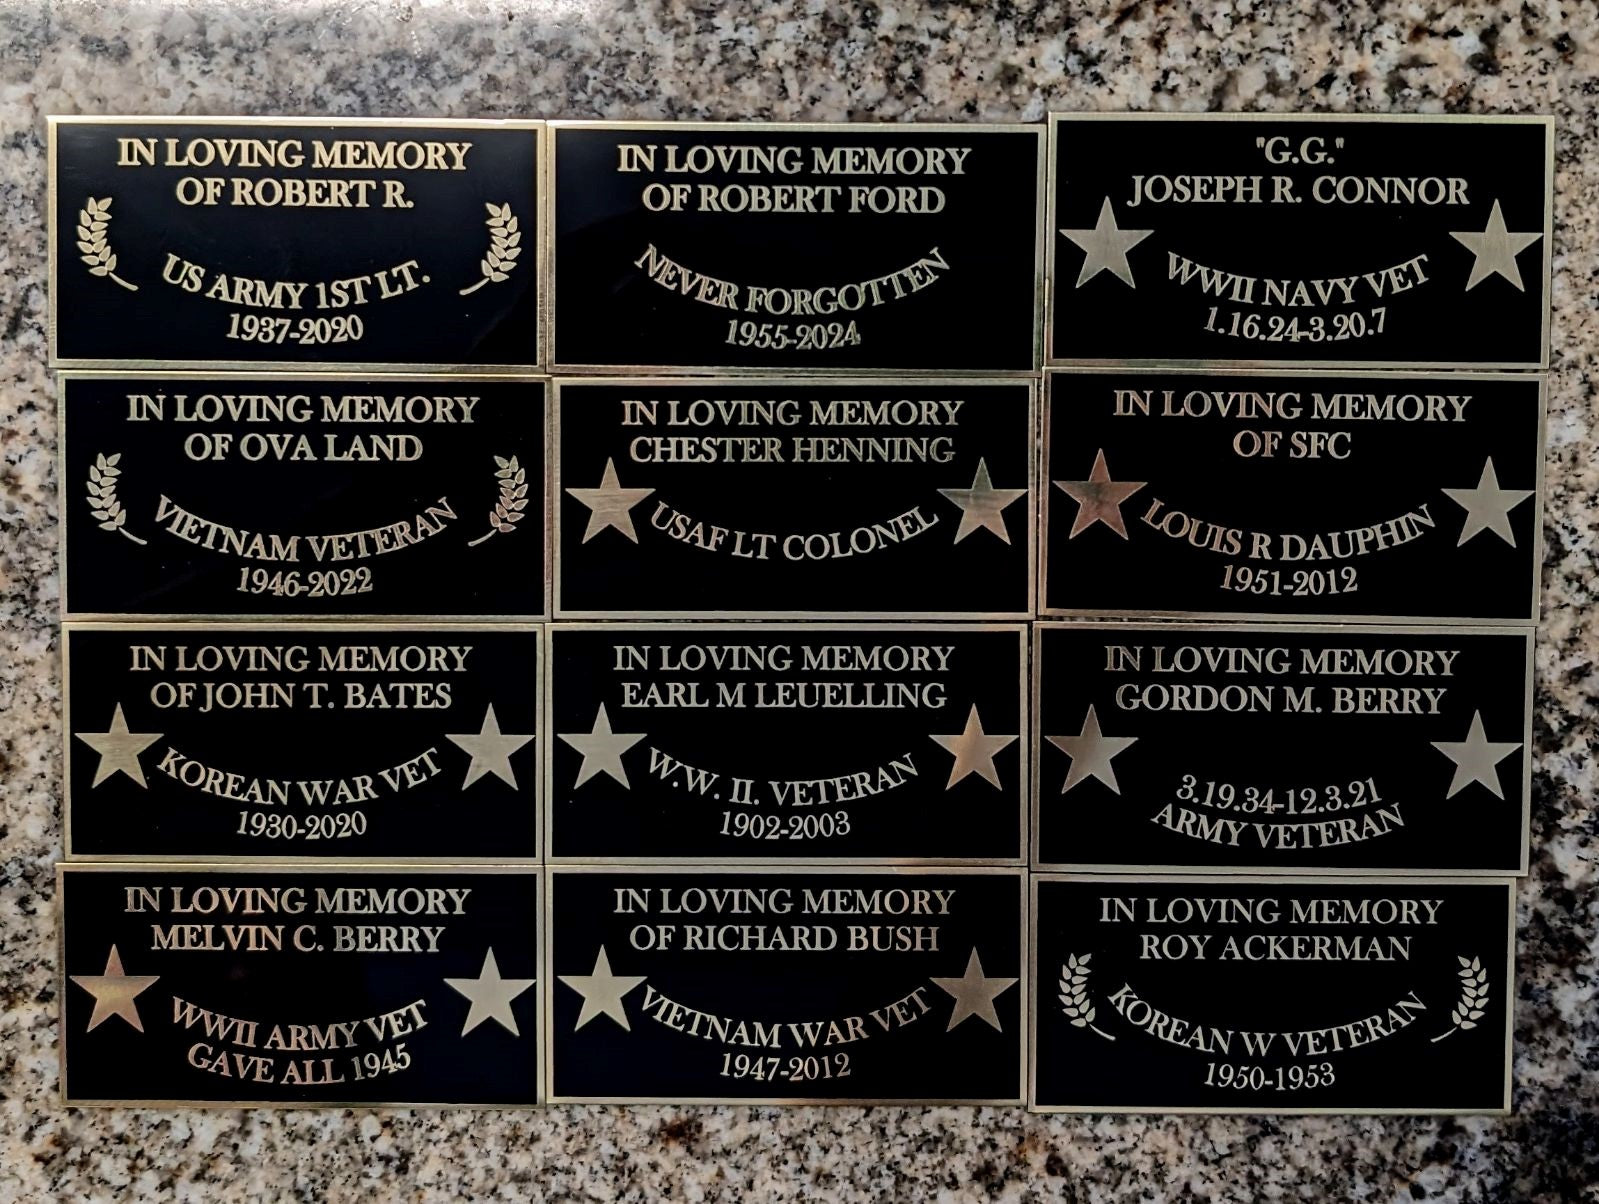 IN LOVING MEMORY
OF ROBERT R.
US ARMY 1ST LT.
1937-2020
IN LOVING MEMORY
OF ROBERT FORD
NEVER FORGOTTEN
1955-2024
"G.G."
JOSEPH R. CONNOR
WWII NAVY VET
1.16.24-3.20.7
IN LOVING MEMORY
OF OVA LAND
VIETNAM VETERAN
1946-2022
IN LOVING MEMORY
CHESTER HENNING
USAF LT COLONEL
IN LOVING MEMORY
OF SFC
LOUIS R DAUPHIN
1951-2012
IN LOVING MEMORY
OF JOHN T. BATES
KOREAN WAR VET
1930-2020
IN LOVING MEMORY
EARL M LEUELLING
W.W. II. VETERAN
1902-2003
IN LOVING MEMORY
GORDON M. BERRY
3.19.34-12.3.21
ARMY VETERAN
IN LOVING MEMORY
MELVIN C. BERRY
WWII ARMY VET
GAVE ALL 1945
IN LOVING MEMORY
OF RICHARD BUSH
VIETNAM WAR VET
1947-2012
IN LOVING MEMORY
ROY ACKERMAN
KOREAN W VETERAN
1950-1953